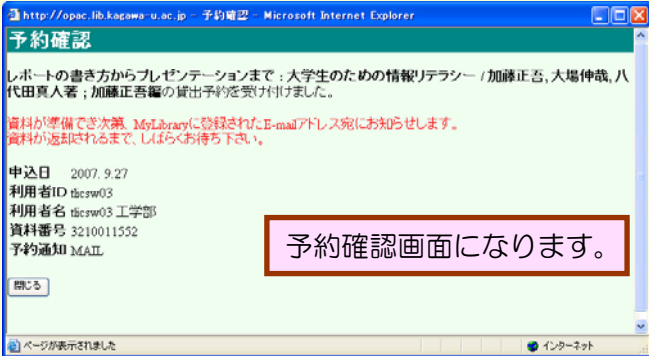 http://opac.lib.kagawa-u.ac.jp - 予約確認 - Microsoft Internet Explorer
予約確認
レポートの書き方からプレゼンテーションまで : 大学生のための情報リテラシー / 加藤正吾, 大場伸哉, 八
代田真人著 ; 加藤正吾編の貸出予約を受け付けました。
資料が準備でき次第, MyLibraryに登録されたE-mailアドレス宛にお知らせします。
資料が返却されるまで、しばらくお待ち下さい。
申込日 2007. 9.27
利用者ID
利用者名 工学部
資料番号 3210011552
予約通知 MAIL
予約確認画面になります。
閉じる
ページが表示されました
インターネット